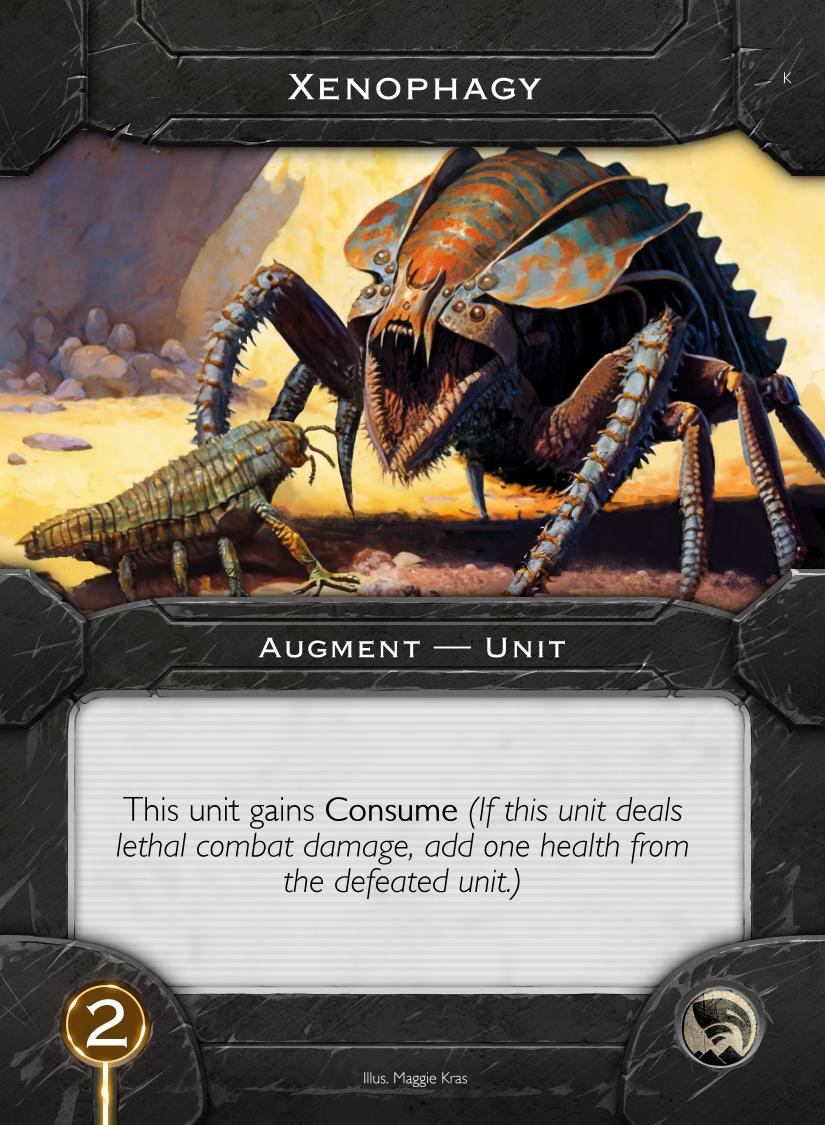 Xenophagy
K
Augment — Unit
This unit gains Consume (If this unit deals
lethal combat damage, add one health from
the defeated unit.)
2
Illus. Maggie Kras